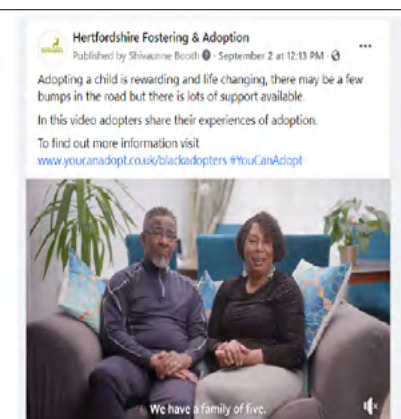 Hertfordshire Fostering & Adoption
Published by Shivaunne Booth · September 2 at 12:13 PM ·
Adopting a child is rewarding and life changing, there may be a few
bumps in the road but there is lots of support available.
In this video adopters share their experiences of adoption.
To find out more information visit
www.youcanadopt.co.uk/blackadopters #YouCanAdopt
We have a family of five.